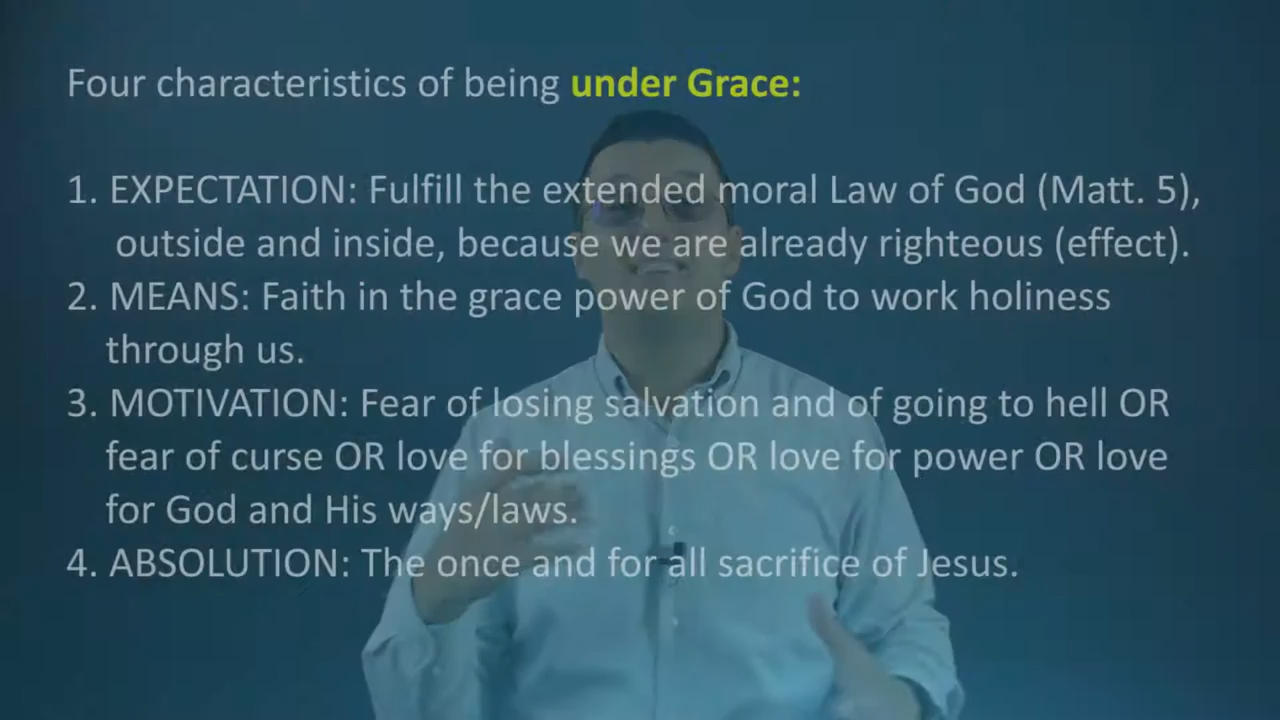 Four characteristics of being under Grace:
1. EXPECTATION: Fulfill the extended moral Law of God (Matt. 5),
outside and inside, because we are already righteous (effect).
2. MEANS: Faith in the grace power of God to work holiness
through us.
3. MOTIVATION: Fear of losing salvation and of going to hell OR
fear of curse OR love for blessings OR love for power OR love
for God and His ways/laws.
4. ABSOLUTION: The once and for all sacrifice of Jesus.